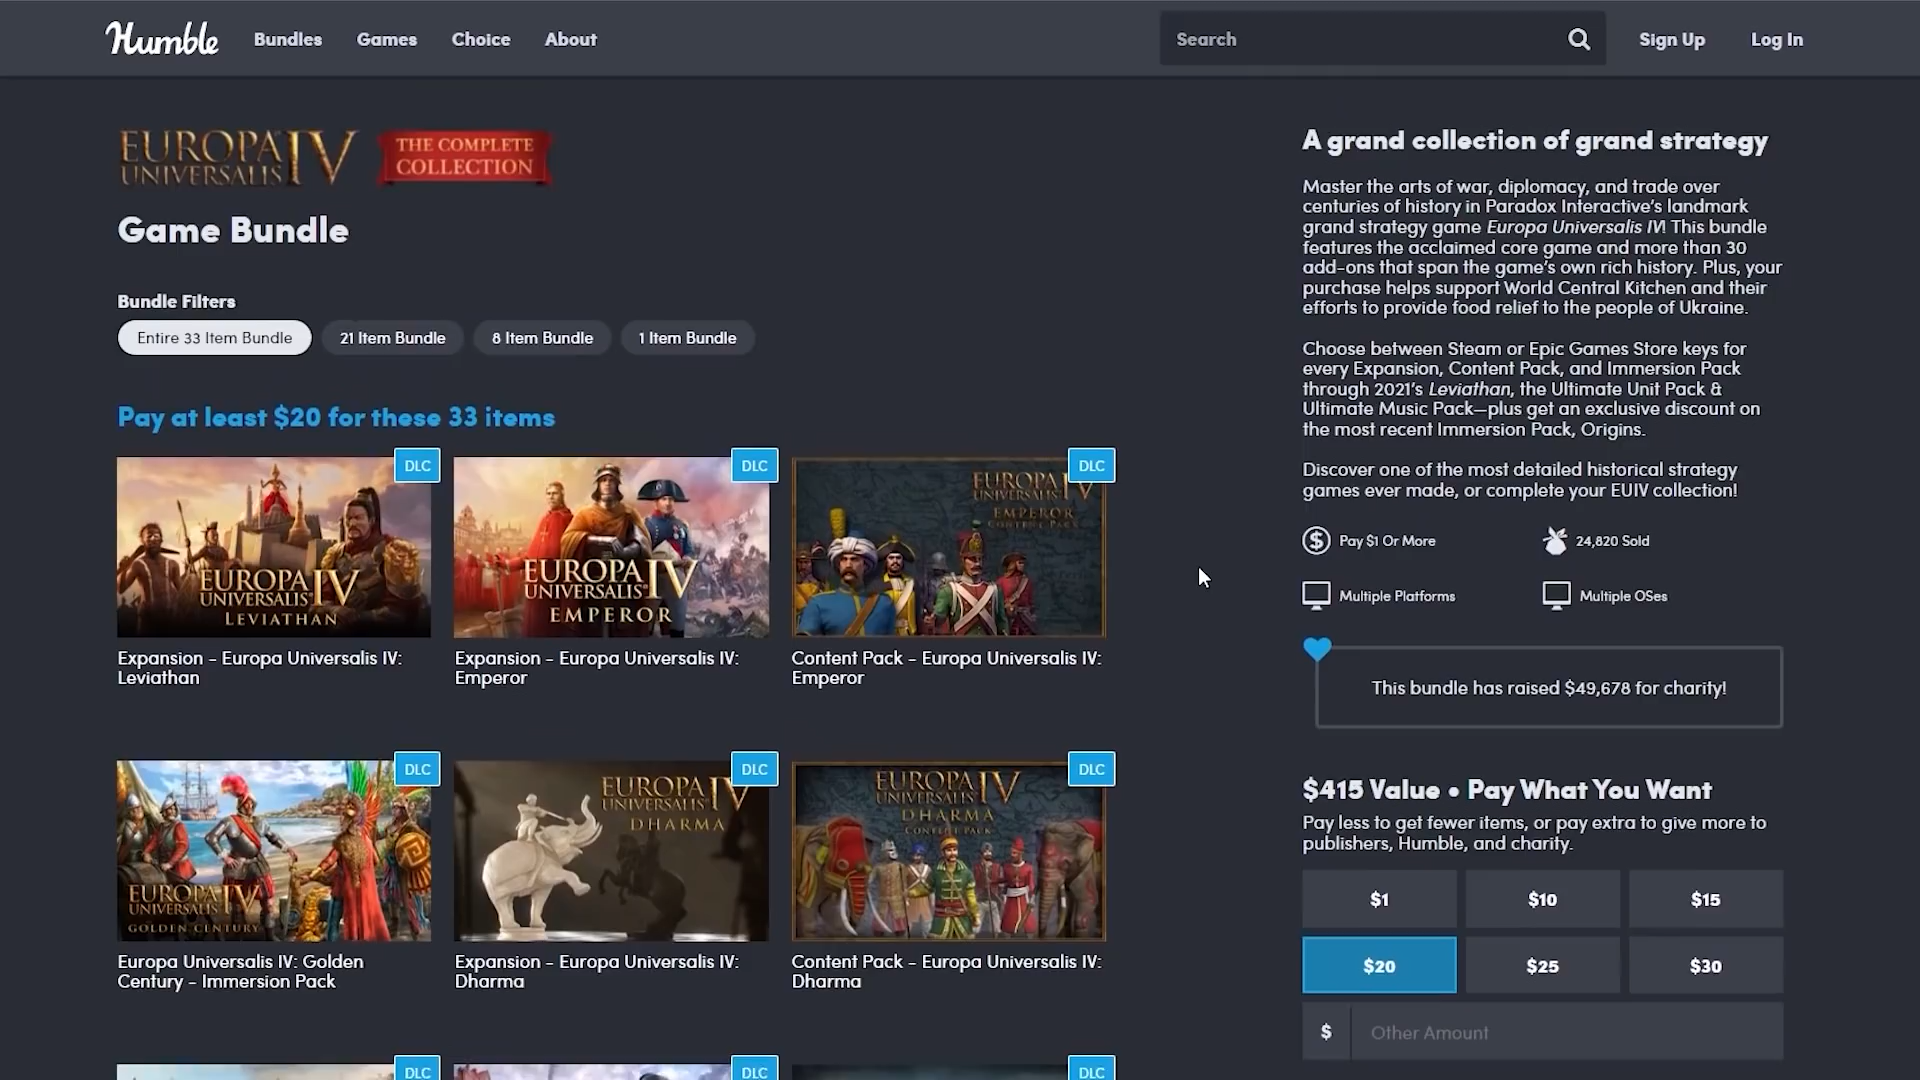 Humble
Bundles
Games
Choice
About
Search
Sign Up
Log In
EUROPA
UNIVERSALIS IV
THE COMPLETE
COLLECTION
Game Bundle
Bundle Filters
Entire 33 Item Bundle
21 Item Bundle
8 Item Bundle
1 Item Bundle
Pay at least $20 for these 33 items
DLC
EUROPA
UNIVERSALIS IV
LEVIATHAN
Expansion - Europa Universalis IV:
Leviathan
DLC
EUROPA
UNIVERSALIS IV
EMPEROR
Expansion - Europa Universalis IV:
Emperor
DLC
EUROPA
UNIVERSALIS IV
EMPEROR
CONTENT PACK
Content Pack - Europa Universalis IV:
Emperor
DLC
EUROPA
UNIVERSALIS IV
GOLDEN CENTURY
Europa Universalis IV: Golden
Century - Immersion Pack
DLC
EUROPA
UNIVERSALIS IV
DHARMA
Expansion - Europa Universalis IV:
Dharma
DLC
EUROPA
UNIVERSALIS IV
DHARMA
CONTENT PACK
Content Pack - Europa Universalis IV:
Dharma
DLC
DLC
DLC
A grand collection of grand strategy
Master the arts of war, diplomacy, and trade over
centuries of history in Paradox Interactive's landmark
grand strategy game Europa Universalis IV! This bundle
features the acclaimed core game and more than 30
add-ons that span the game's own rich history. Plus, your
purchase helps support World Central Kitchen and their
efforts to provide food relief to the people of Ukraine.
Choose between Steam or Epic Games Store keys for
every Expansion, Content Pack, and Immersion Pack
through 2021's Leviathan, the Ultimate Unit Pack &
Ultimate Music Pack—plus get an exclusive discount on
the most recent Immersion Pack, Origins.
Discover one of the most detailed historical strategy
games ever made, or complete your EUIV collection!
Pay $1 Or More
24,820 Sold
Multiple Platforms
Multiple OSes
This bundle has raised $49,678 for charity!
$415 Value • Pay What You Want
Pay less to get fewer items, or pay extra to give more to
publishers, Humble, and charity.
$1
$10
$15
$20
$25
$30
$
Other Amount